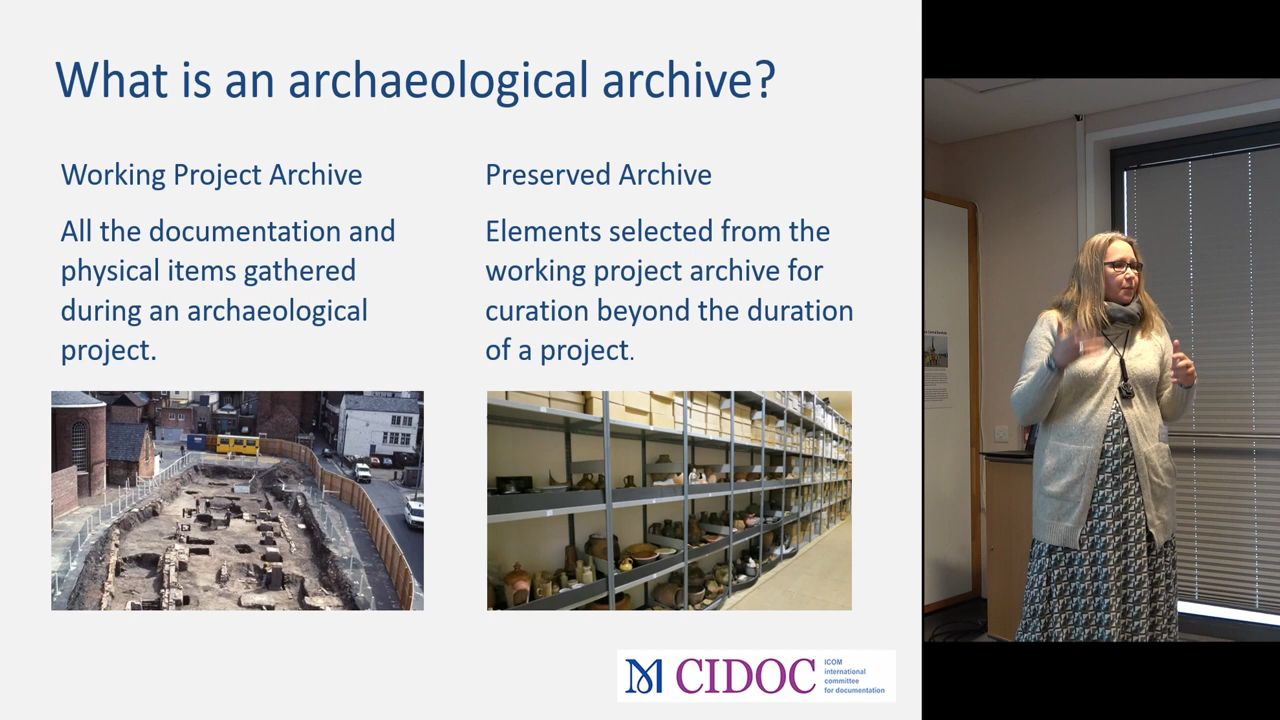 What is an archaeological archive?
Working Project Archive
All the documentation and
physical items gathered
during an archaeological
project.
Preserved Archive
Elements selected from the
working project archive for
curation beyond the duration
of a project.
CIDOC
ICOM
international
committee
for documentation